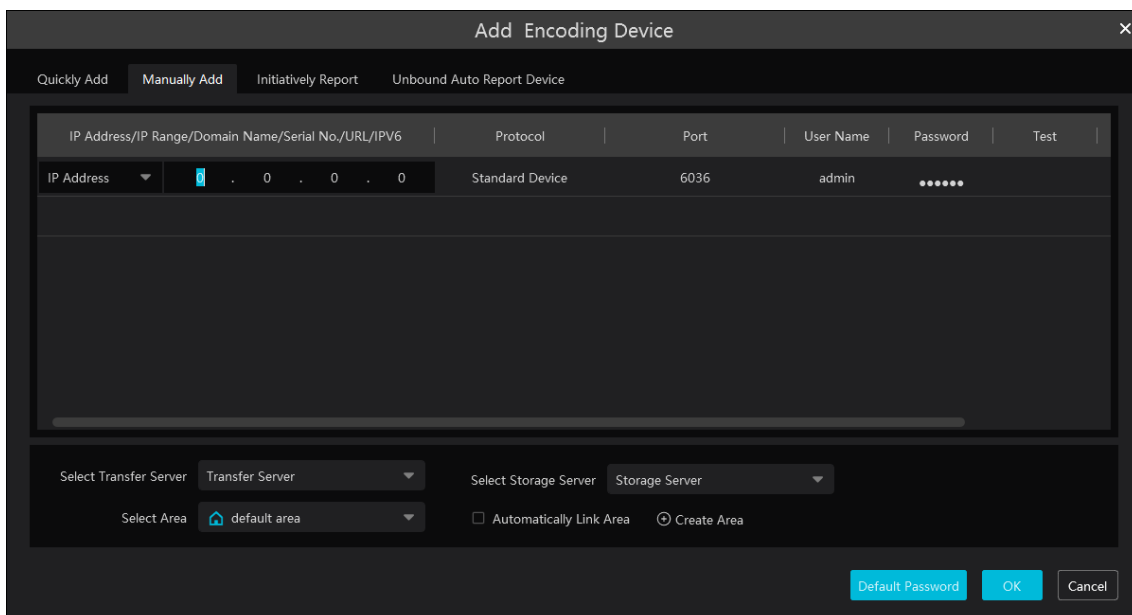 Add Encoding Device
Quickly Add Manually Add Initiatively Report Unbound Auto Report Device
IP Address/IP Range/Domain Name/Serial No./URL/IPV6 Protocol Port User Name Password Test
IP Address 0 . 0 . 0 . 0 Standard Device 6036 admin ●●●●●●
Select Transfer Server Transfer Server Select Storage Server Storage Server
Select Area default area Automatically Link Area Create Area
Default Password OK Cancel